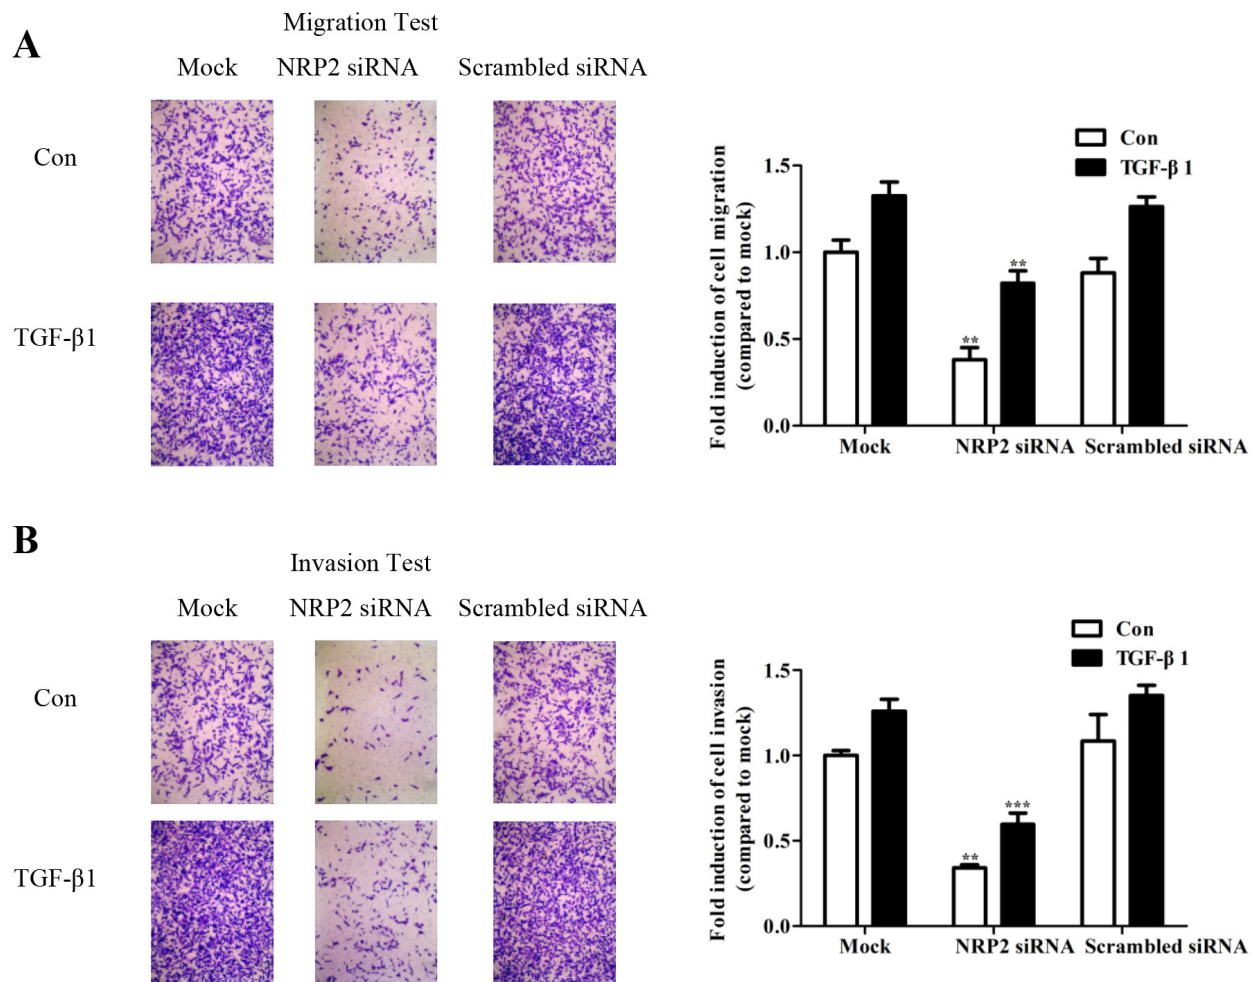 A
Migration Test
Mock NRP2 siRNA Scrambled siRNA
Con
TGF-β1
Con
TGF-β 1
Fold induction of cell migration
(compared to mock)
1.5
1.0
0.5
0.0
** **
Mock NRP2 siRNA Scrambled siRNA
B
Invasion Test
Mock NRP2 siRNA Scrambled siRNA
Con
TGF-β1
Con
TGF-β 1
Fold induction of cell invasion
(compared to mock)
1.5
1.0
0.5
0.0
** ***
Mock NRP2 siRNA Scrambled siRNA